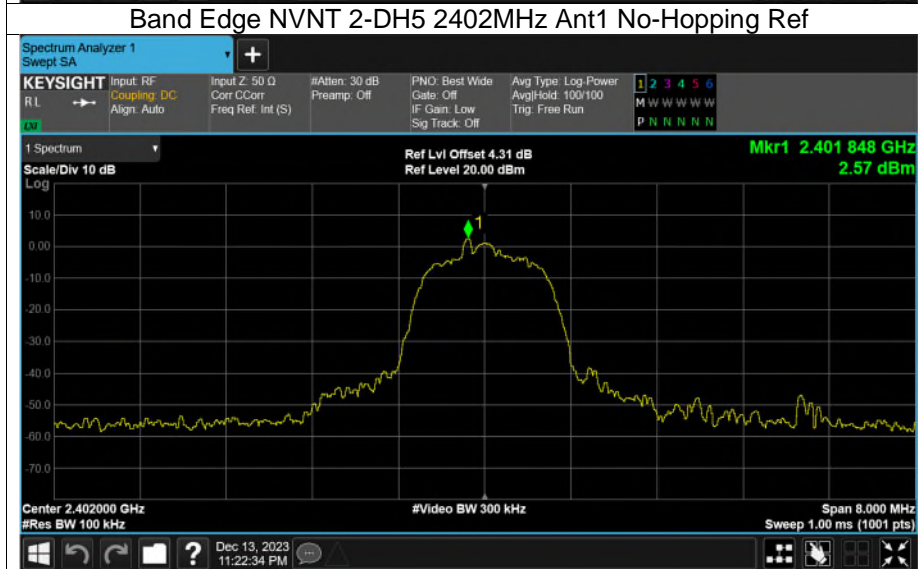 Band Edge NVNT 2-DH5 2402MHz Ant1 No-Hopping Ref
Spectrum Analyzer 1
Swept SA
+
KEYSIGHT
R L
LXI
Input: RF
Coupling: DC
Align: Auto
Input Z: 50 Ω
Corr CCorr
Freq Ref: Int (S)
#Atten: 30 dB
Preamp: Off
PNO: Best Wide
Gate: Off
IF Gain: Low
Sig Track: Off
Avg Type: Log-Power
Avg|Hold: 100/100
Trig: Free Run
1 2 3 4 5 6
M W W W W W
P N N N N N
1 Spectrum
Scale/Div 10 dB
Ref Lvl Offset 4.31 dB
Ref Level 20.00 dBm
Mkr1 2.401 848 GHz
2.57 dBm
Log
10.0
0.00
-10.0
-20.0
-30.0
-40.0
-50.0
-60.0
-70.0
1
Center 2.402000 GHz
#Res BW 100 kHz
#Video BW 300 kHz
Span 8.000 MHz
Sweep 1.00 ms (1001 pts)
?
Dec 13, 2023
11:22:34 PM